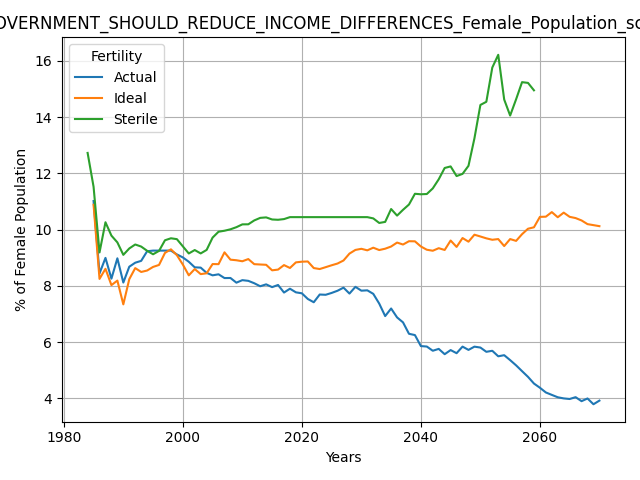 OVERNMENT_SHOULD_REDUCE_INCOME_DIFFERENCES_Female_Population_sc
Fertility
Actual
Ideal
Sterile
% of Female Population
16
14
12
10
8
6
4
1980 2000 2020 2040 2060
Years